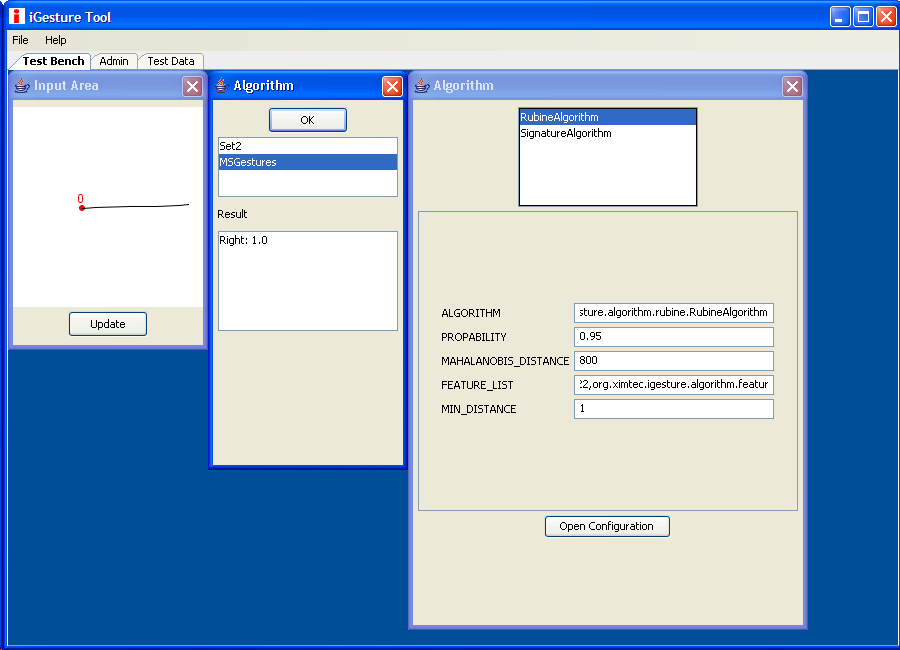 iGesture Tool
File Help
Test Bench Admin Test Data
Input Area
0
Update
Algorithm
OK
Set2
MSGestures
Result
Right: 1.0
Algorithm
RubineAlgorithm
SignatureAlgorithm
ALGORITHM sture.algorithm.rubine.RubineAlgorithm
PROPABILITY 0.95
MAHALANOBIS_DISTANCE 800
FEATURE_LIST 22,org.ximtec.igesture.algorithm.featur
MIN_DISTANCE 1
Open Configuration